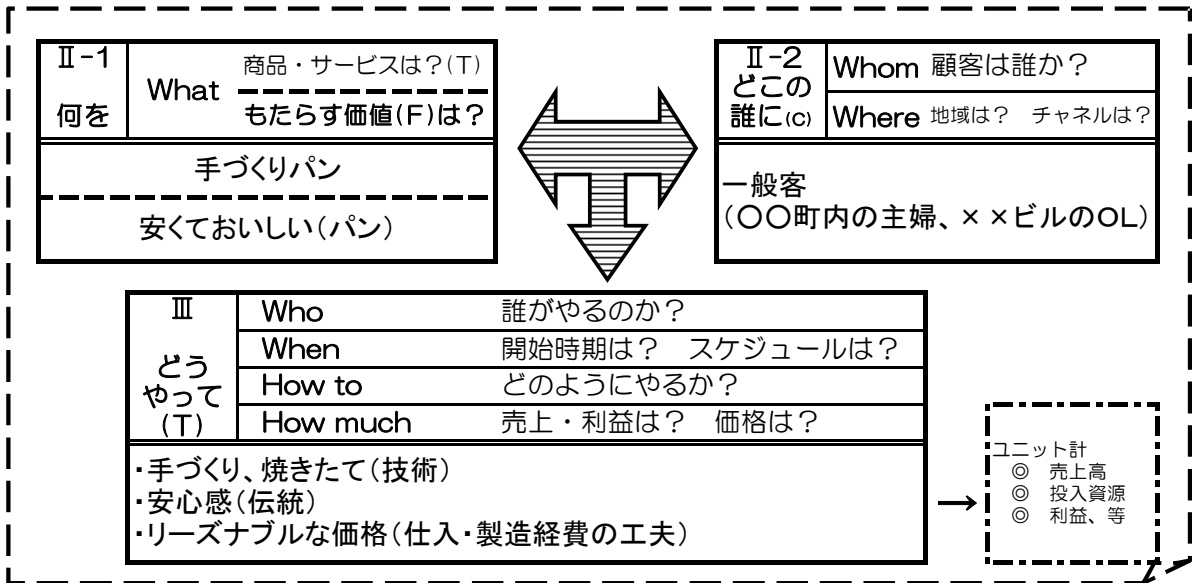 Ⅱ-1
何を
What
商品・サービスは？(T)
もたらす価値(F)は？
手づくりパン
安くておいしい(パン)
Ⅱ-2
どこの
誰に(C)
Whom 顧客は誰か？
Where 地域は？ チャネルは？
一般客
(〇〇町内の主婦、××ビルのOL)
Ⅲ
どう
やって
(T)
Who 誰がやるのか？
When 開始時期は？ スケジュールは？
How to どのようにやるか？
How much 売上・利益は？ 価格は？
・手づくり、焼きたて(技術)
・安心感(伝統)
・リーズナブルな価格(仕入・製造経費の工夫)
ユニット計
◎ 売上高
◎ 投入資源
◎ 利益、等